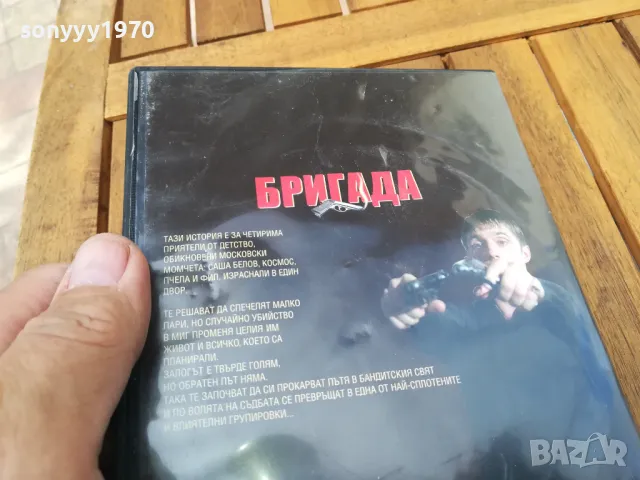 sonyyy1970
БРИГАДА
ТАЗИ ИСТОРИЯ Е ЗА ЧЕТИРИМА
ПРИЯТЕЛИ ОТ ДЕТСТВО,
ОБИКНОВЕНИ МОСКОВСКИ
МОМЧЕТА: САША БЕЛОВ, КОСМОС,
ПЧЕЛА И ФИЛ. ИЗРАСНАЛИ В ЕДИН
ДВОР...
ТЕ РЕШАВАТ ДА СПЕЧЕЛЯТ МАЛКО
ПАРИ, НО СЛУЧАЙНО УБИЙСТВО
В МИГ ПРОМЕНЯ ЦЕЛИЯ ИМ
ЖИВОТ И ВСИЧКО, КОЕТО СА
ПЛАНИРАЛИ.
ЗАЛОГЪТ Е ТВЪРДЕ ГОЛЯМ,
НО ОБРАТЕН ПЪТ НЯМА.
ТАКА ТЕ ЗАПОЧВАТ ДА СИ ПРОКАРВАТ ПЪТЯ В БАНДИТСКИЯ СВЯТ
И ПО ВОЛЯТА НА СЪДБАТА СЕ ПРЕВРЪЩАТ В ЕДНА ОТ НАЙ-СПЛОТЕНИТЕ
И ВЛИЯТЕЛНИ ГРУПИРОВКИ...
BAZAR
bg